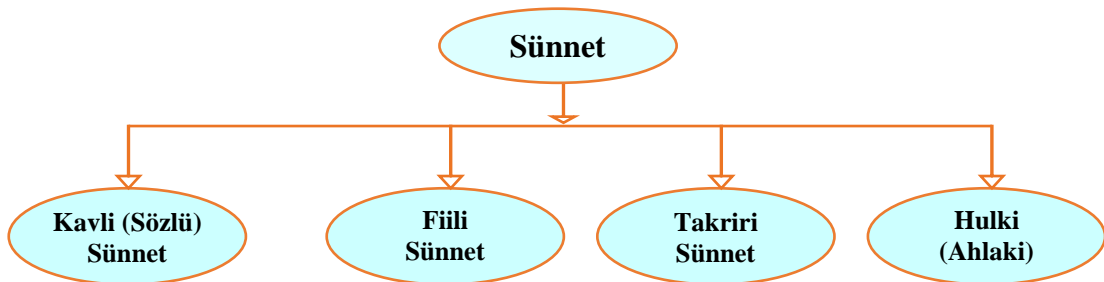 Sünnet
Kavli (Sözlü)
Sünnet
Fiili
Sünnet
Takriri
Sünnet
Hulki
(Ahlaki)